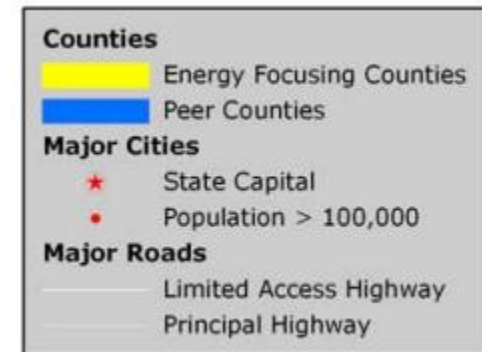 Counties
Energy Focusing Counties
Peer Counties
Major Cities
State Capital
Population > 100,000
Major Roads
Limited Access Highway
Principal Highway